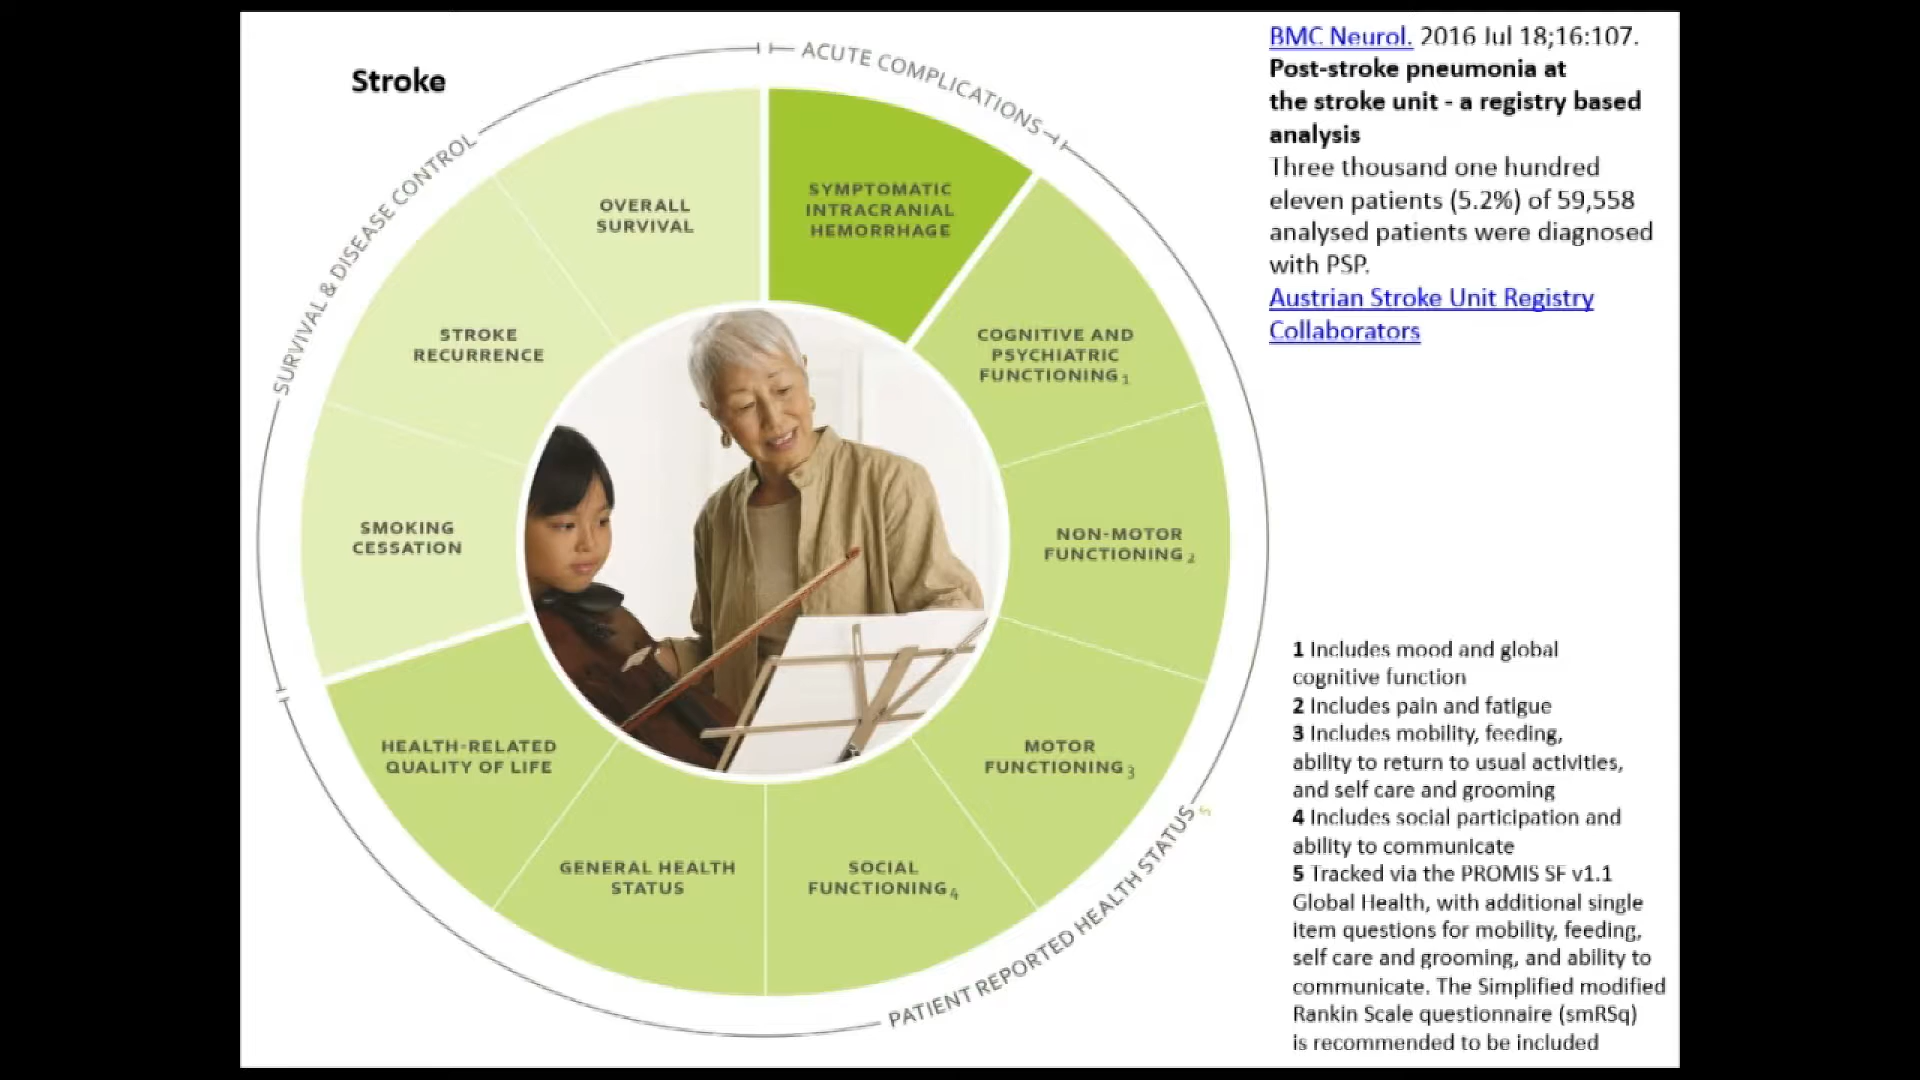 Stroke
ACUTE COMPLICATIONS
SURVIVAL & DISEASE CONTROL
PATIENT REPORTED HEALTH STATUS 5
OVERALL
SURVIVAL
SYMPTOMATIC
INTRACRANIAL
HEMORRHAGE
STROKE
RECURRENCE
COGNITIVE AND
PSYCHIATRIC
FUNCTIONING 1
SMOKING
CESSATION
NON-MOTOR
FUNCTIONING 2
HEALTH-RELATED
QUALITY OF LIFE
MOTOR
FUNCTIONING 3
GENERAL HEALTH
STATUS
SOCIAL
FUNCTIONING 4
BMC Neurol. 2016 Jul 18;16:107.
Post-stroke pneumonia at
the stroke unit - a registry based
analysis
Three thousand one hundred
eleven patients (5.2%) of 59,558
analysed patients were diagnosed
with PSP.
Austrian Stroke Unit Registry
Collaborators
1 Includes mood and global
cognitive function
2 Includes pain and fatigue
3 Includes mobility, feeding,
ability to return to usual activities,
and self care and grooming
4 Includes social participation and
ability to communicate
5 Tracked via the PROMIS SF v1.1
Global Health, with additional single
item questions for mobility, feeding,
self care and grooming, and ability to
communicate. The Simplified modified
Rankin Scale questionnaire (smRSq)
is recommended to be included